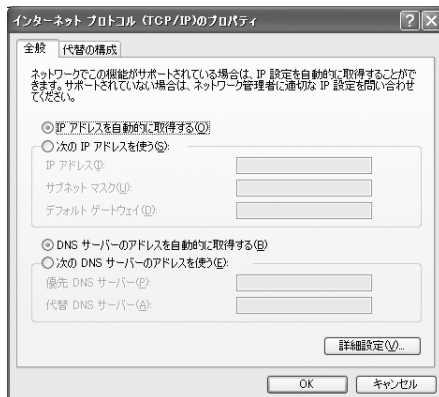 インターネット プロトコル (TCP/IP)のプロパティ
全般
代替の構成
ネットワークでこの機能がサポートされている場合は、IP 設定を自動的に取得することがで
きます。サポートされていない場合は、ネットワーク管理者に適切な IP 設定を問い合わせ
てください。
IP アドレスを自動的に取得する(O)
次の IP アドレスを使う(S):
IP アドレス(I):
サブネット マスク(U):
デフォルト ゲートウェイ(D):
DNS サーバーのアドレスを自動的に取得する(B)
次の DNS サーバーのアドレスを使う(E):
優先 DNS サーバー(P):
代替 DNS サーバー(A):
詳細設定(V)...
OK
キャンセル